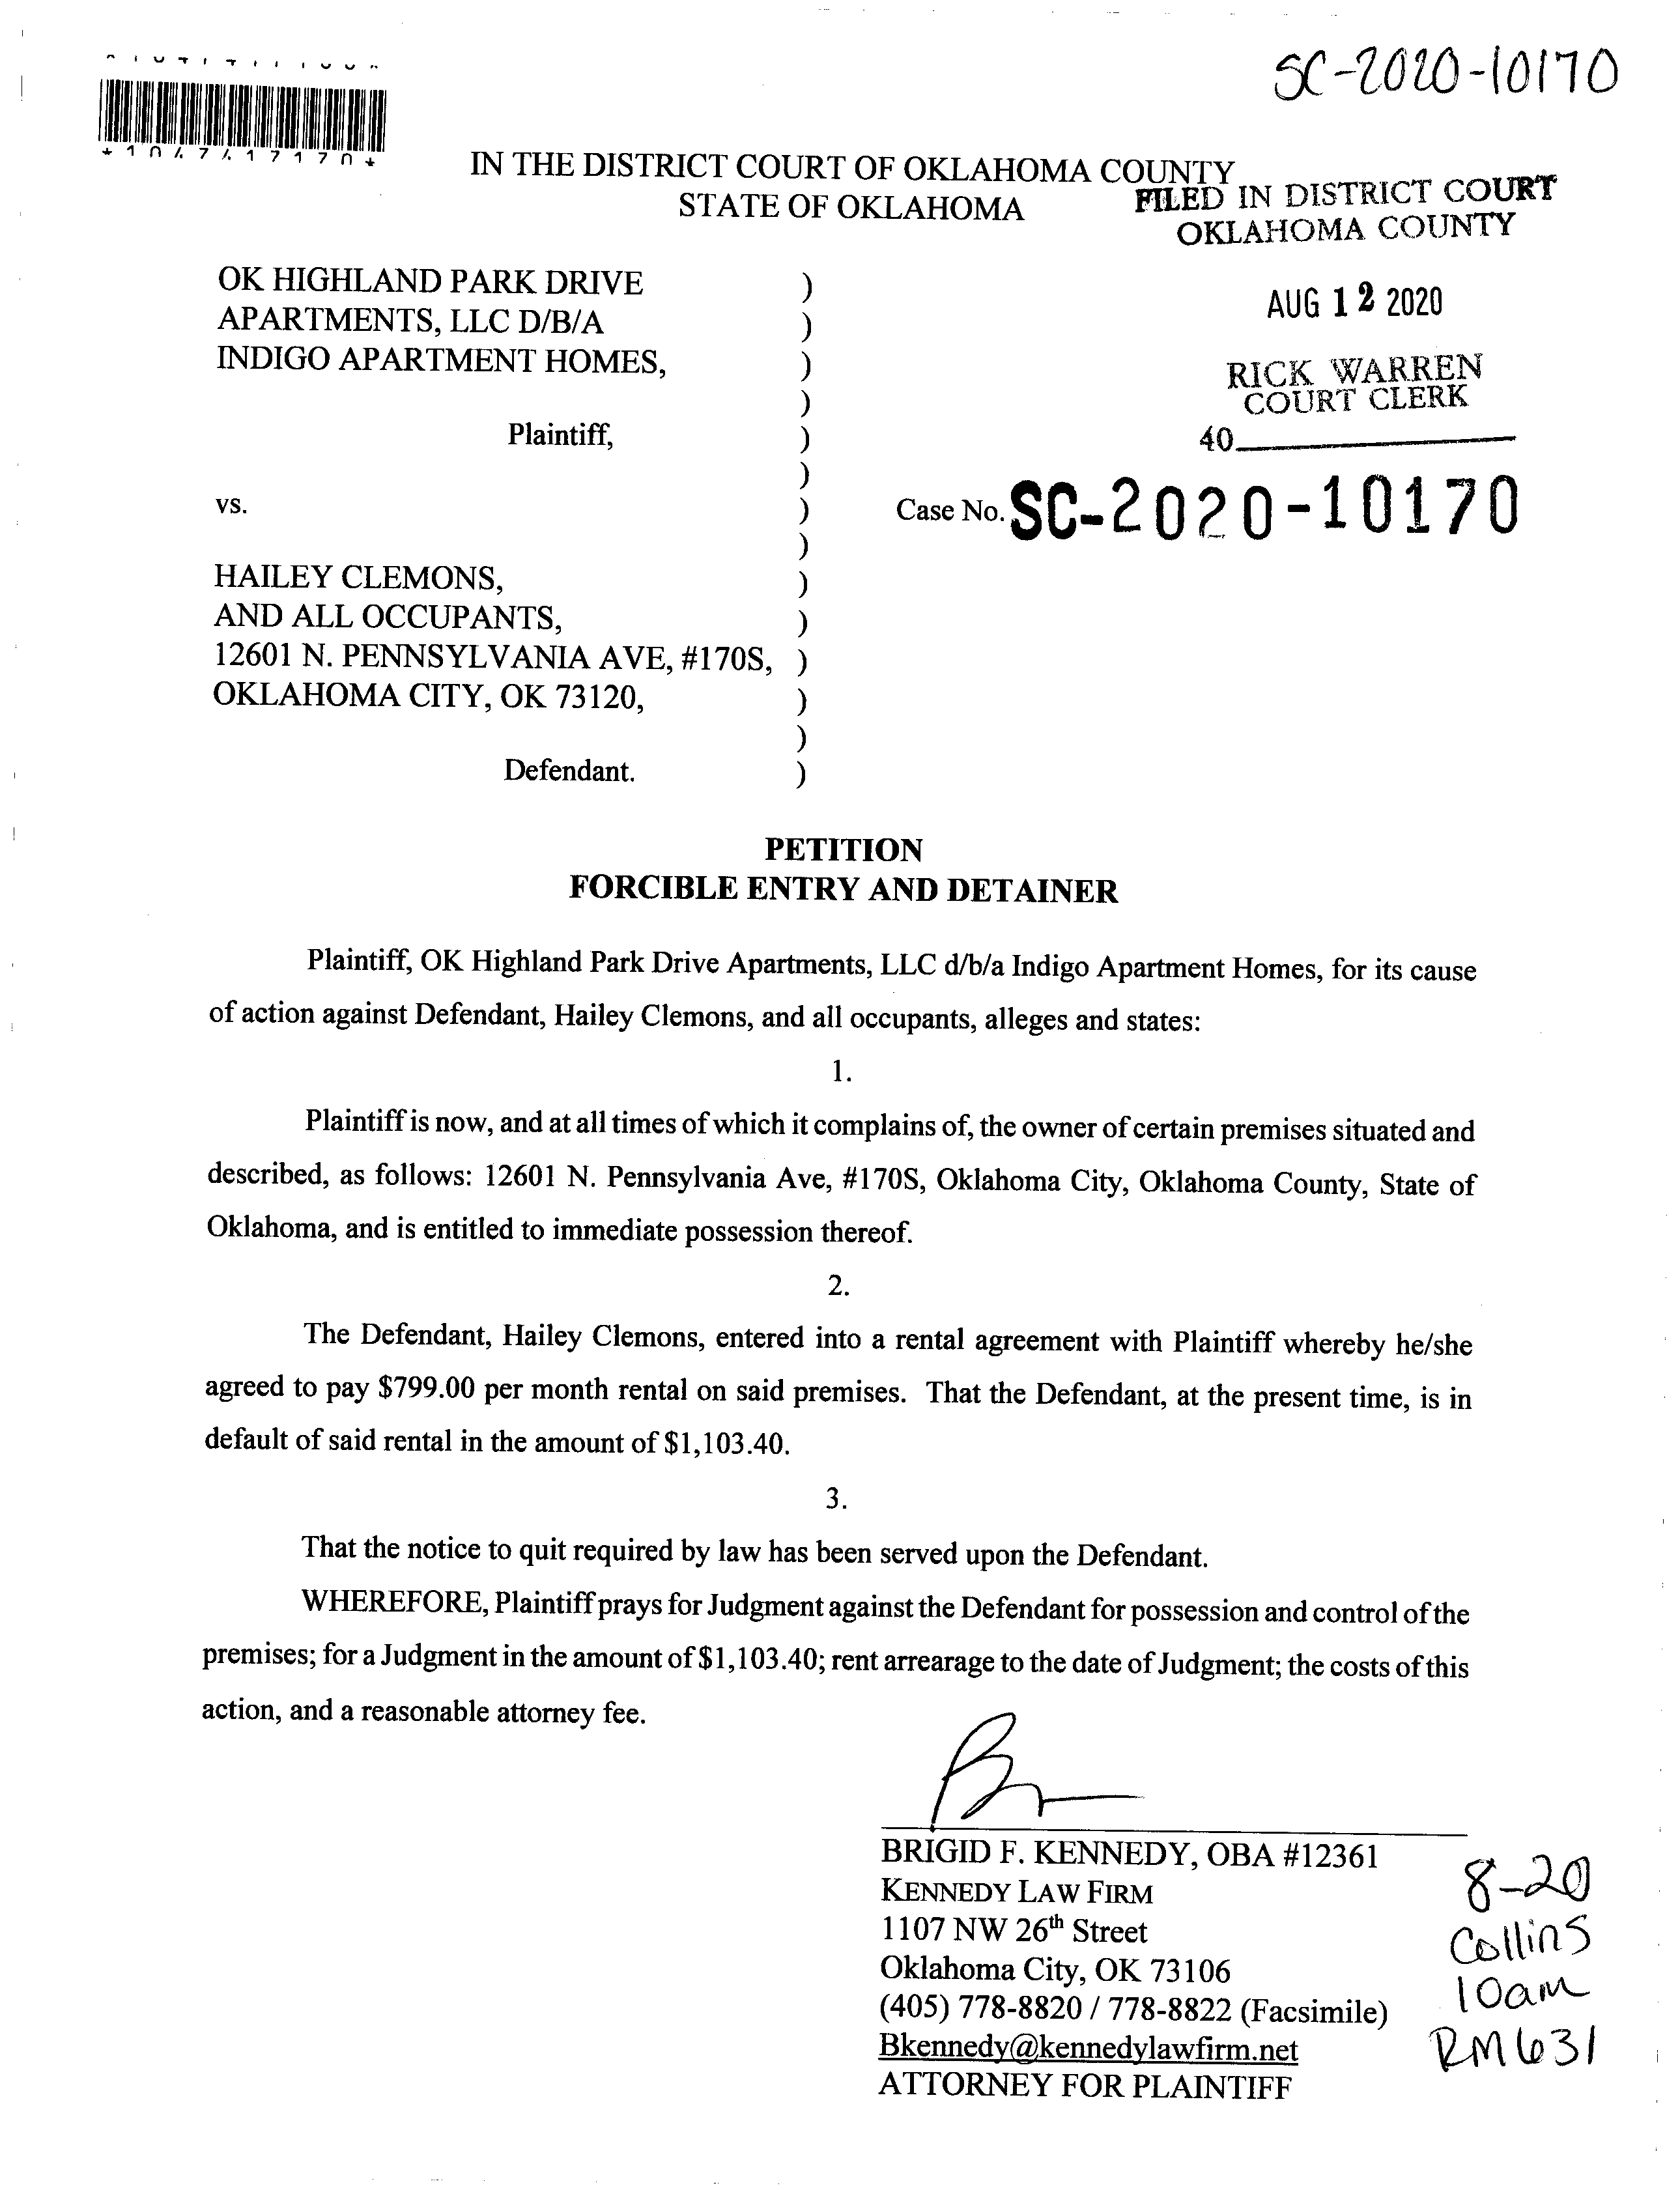 SC-2020-10170
*1047417170*
IN THE DISTRICT COURT OF OKLAHOMA COUNTY
STATE OF OKLAHOMA
FILED IN DISTRICT COURT
OKLAHOMA COUNTY
AUG 12 2020
RICK WARREN
COURT CLERK
40
OK HIGHLAND PARK DRIVE )
APARTMENTS, LLC D/B/A )
INDIGO APARTMENT HOMES, )
)
Plaintiff, )
)
vs. ) Case No. SC-2020-10170
)
HAILEY CLEMONS, )
AND ALL OCCUPANTS, )
12601 N. PENNSYLVANIA AVE, #170S, )
OKLAHOMA CITY, OK 73120, )
)
Defendant. )
PETITION
FORCIBLE ENTRY AND DETAINER
Plaintiff, OK Highland Park Drive Apartments, LLC d/b/a Indigo Apartment Homes, for its cause
of action against Defendant, Hailey Clemons, and all occupants, alleges and states:
1.
Plaintiff is now, and at all times of which it complains of, the owner of certain premises situated and
described, as follows: 12601 N. Pennsylvania Ave, #170S, Oklahoma City, Oklahoma County, State of
Oklahoma, and is entitled to immediate possession thereof.
2.
The Defendant, Hailey Clemons, entered into a rental agreement with Plaintiff whereby he/she
agreed to pay $799.00 per month rental on said premises. That the Defendant, at the present time, is in
default of said rental in the amount of $1,103.40.
3.
That the notice to quit required by law has been served upon the Defendant.
WHEREFORE, Plaintiff prays for Judgment against the Defendant for possession and control of the
premises; for a Judgment in the amount of $1,103.40; rent arrearage to the date of Judgment; the costs of this
action, and a reasonable attorney fee.
BRIGID F. KENNEDY, OBA #12361
KENNEDY LAW FIRM
1107 NW 26th Street
Oklahoma City, OK 73106
(405) 778-8820 / 778-8822 (Facsimile)
Bkennedy@kennedylawfirm.net
ATTORNEY FOR PLAINTIFF
8-20
Collins
10am
RM 631